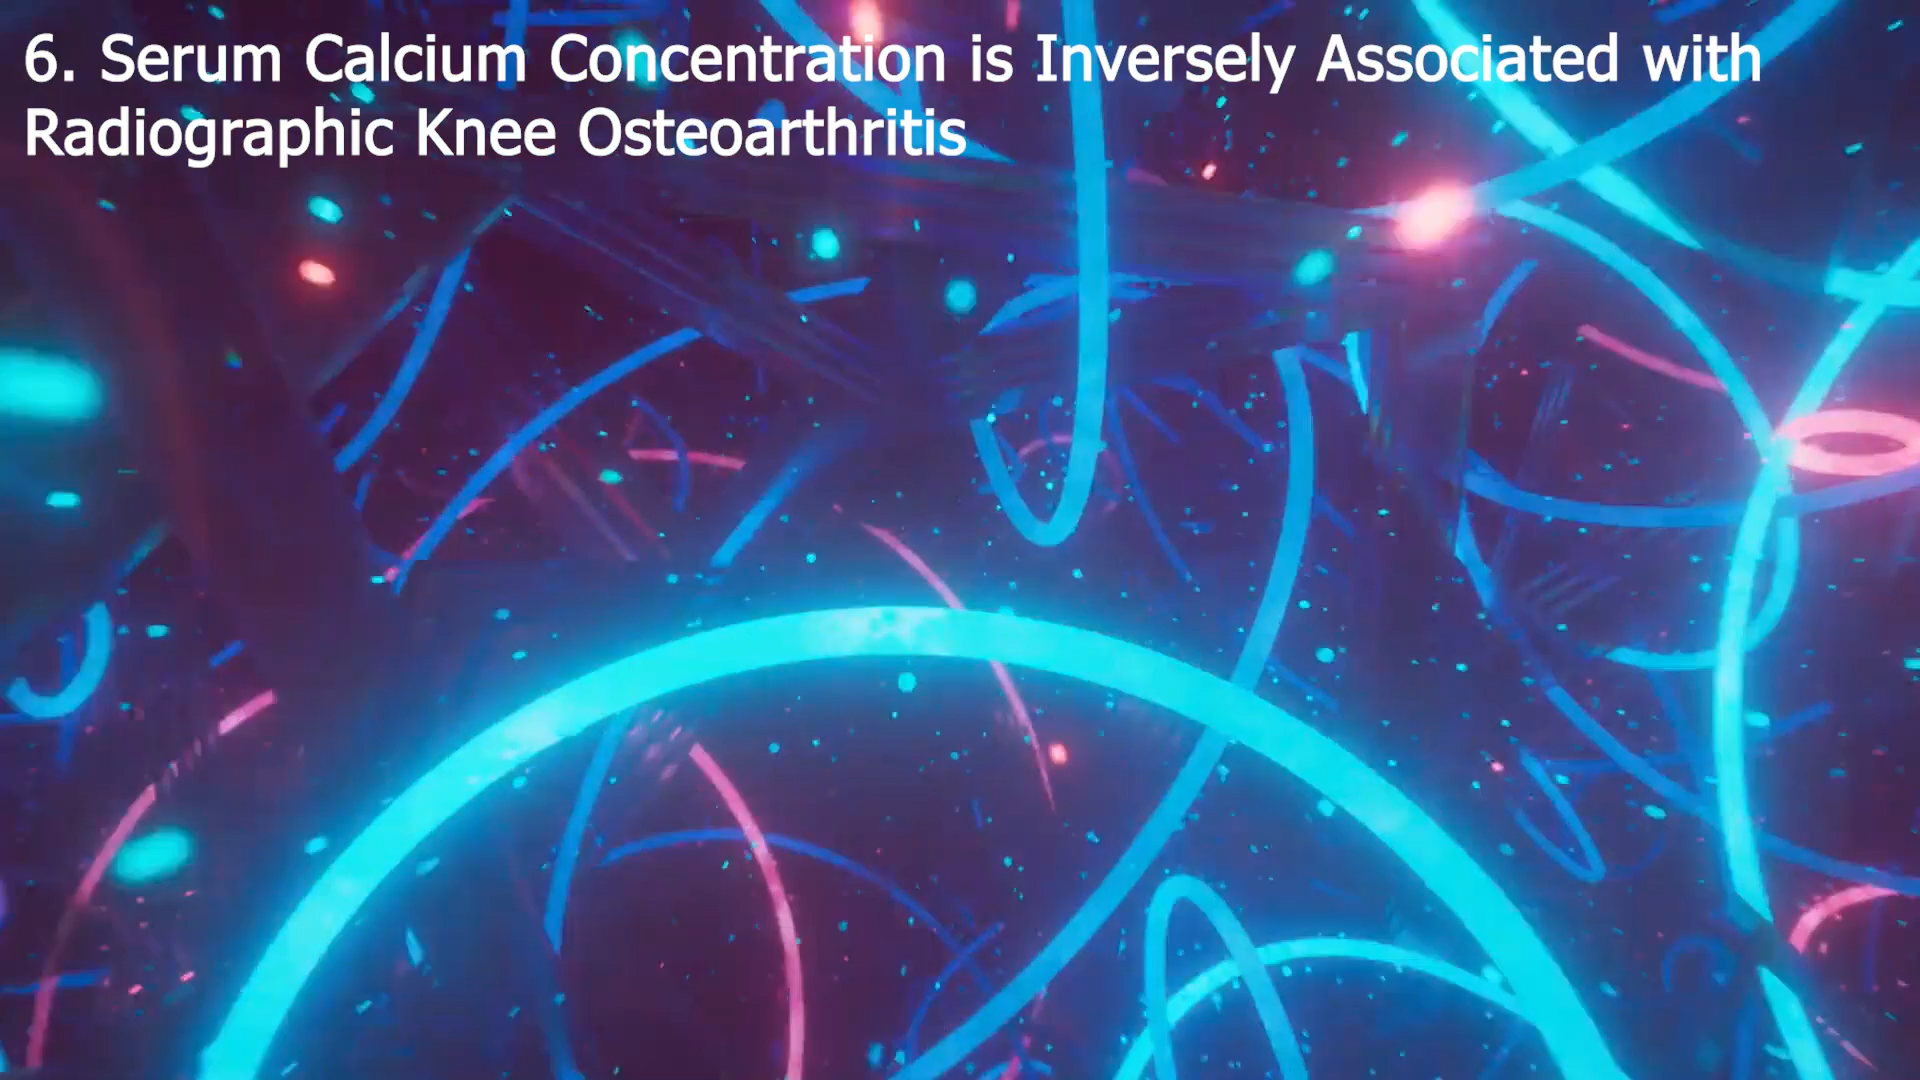 6. Serum Calcium Concentration is Inversely Associated with
Radiographic Knee Osteoarthritis